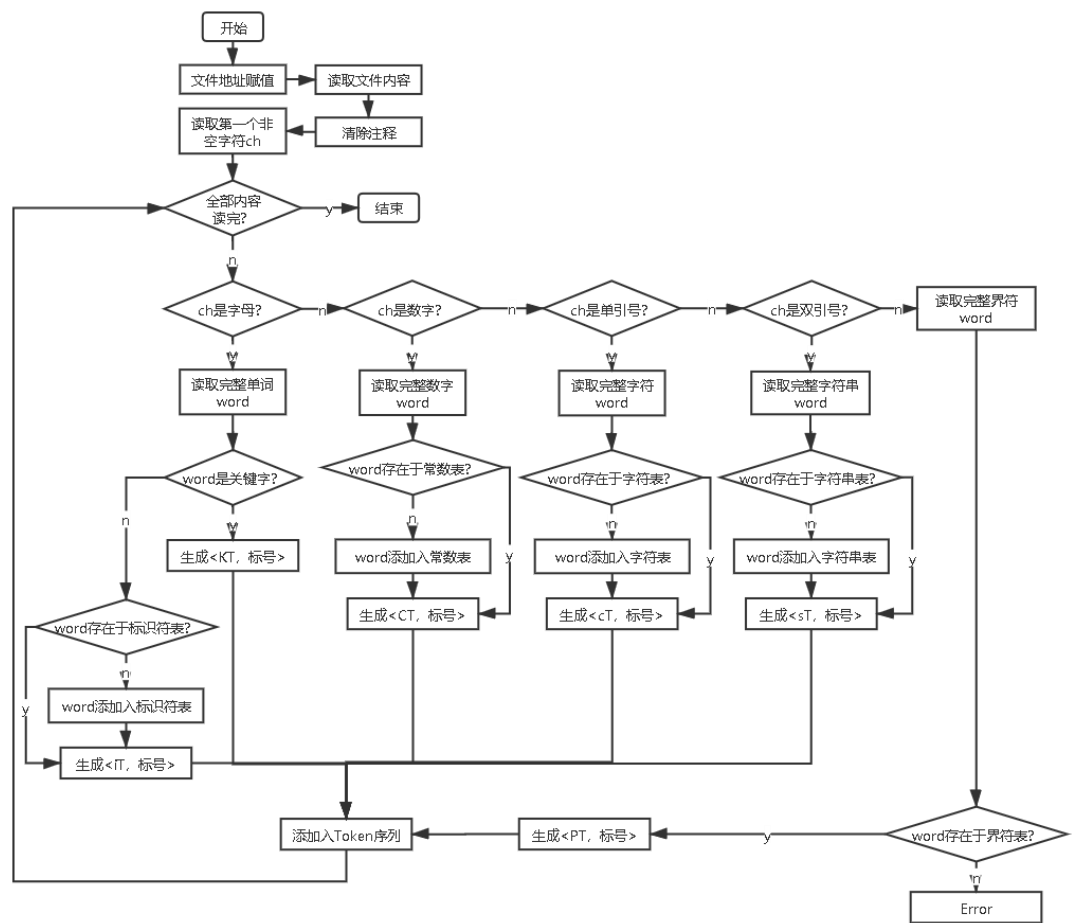 开始
文件地址赋值
读取文件内容
读取第一个非
空字符ch
清除注释
全部内容
读完?
y
结束
n
ch是字母?
n
ch是数字?
n
ch是单引号?
n
ch是双引号?
n
读取完整界符
word
y
y
y
y
读取完整单词
word
读取完整数字
word
读取完整字符
word
读取完整字符串
word
word是关键字?
word存在于常数表?
word存在于字符表?
word存在于字符串表?
n
y
n
n
n
生成<KT，标号>
word添加入常数表
y
word添加入字符表
y
word添加入字符串表
y
生成<CT，标号>
生成<cT，标号>
生成<sT，标号>
word存在于标识符表?
n
y
word添加入标识符表
生成<IT，标号>
添加入Token序列
生成<PT，标号>
y
word存在于界符表?
n
Error